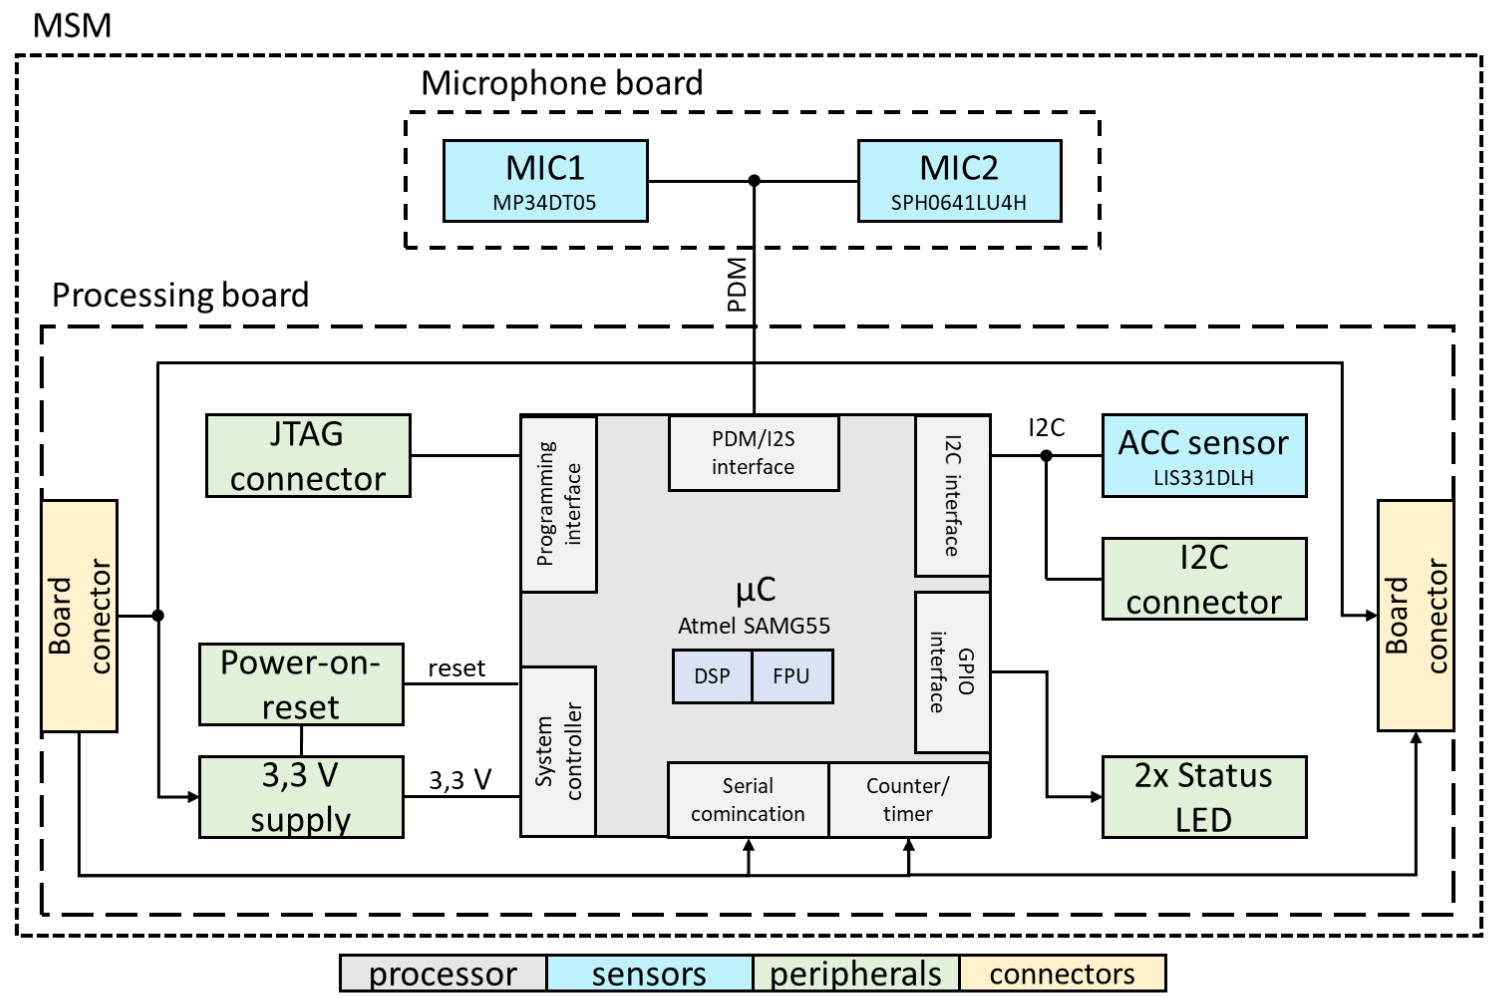 MSM
Microphone board
MIC1
MP34DT05
MIC2
SPH0641LU4H
PDM
Processing board
JTAG
connector
Programming
interface
PDM/I2S
interface
I2C interface
I2C
ACC sensor
LIS331DLH
I2C
connector
Board
conector
Board
conector
µC
Atmel SAMG55
DSP
FPU
GPIO
interface
Power-on-
reset
reset
System
controller
3,3 V
supply
3,3 V
Serial
comincation
Counter/
timer
2x Status
LED
processor
sensors
peripherals
connectors